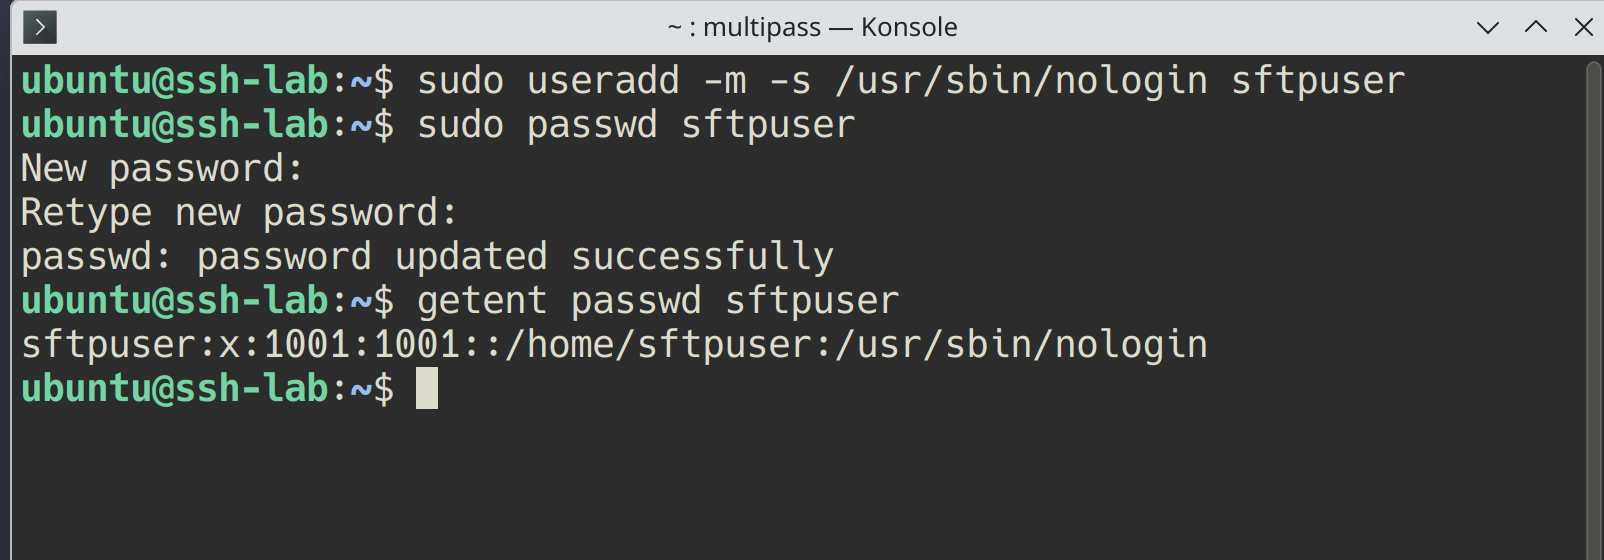 ~ : multipass — Konsole
ubuntu@ssh-lab:~$ sudo useradd -m -s /usr/sbin/nologin sftpuser
ubuntu@ssh-lab:~$ sudo passwd sftpuser
New password:
Retype new password:
passwd: password updated successfully
ubuntu@ssh-lab:~$ getent passwd sftpuser
sftpuser:x:1001:1001::/home/sftpuser:/usr/sbin/nologin
ubuntu@ssh-lab:~$